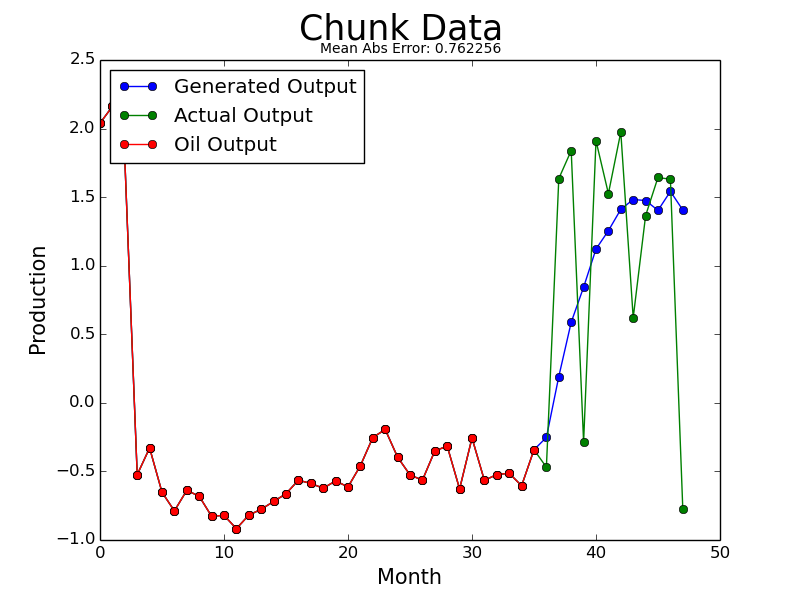 Chunk Data
Mean Abs Error: 0.762256
Generated Output
Actual Output
Oil Output
2.5
2.0
1.5
1.0
0.5
0.0
−0.5
−1.0
Production
0 10 20 30 40 50
Month